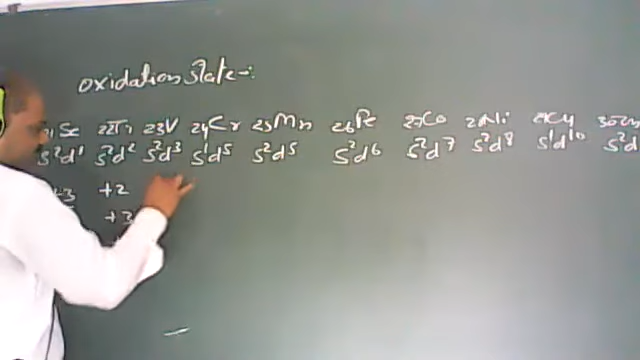 Oxidation State:-
21Sc 22Ti 23V 24Cr 25Mn 26Fe 27Co 28Ni 29Cu 30Zn
s²d¹ s²d² s²d³ s¹d⁵ s²d⁵ s²d⁶ s²d⁷ s²d⁸ s¹d¹⁰ s²d
+3 +2
+3